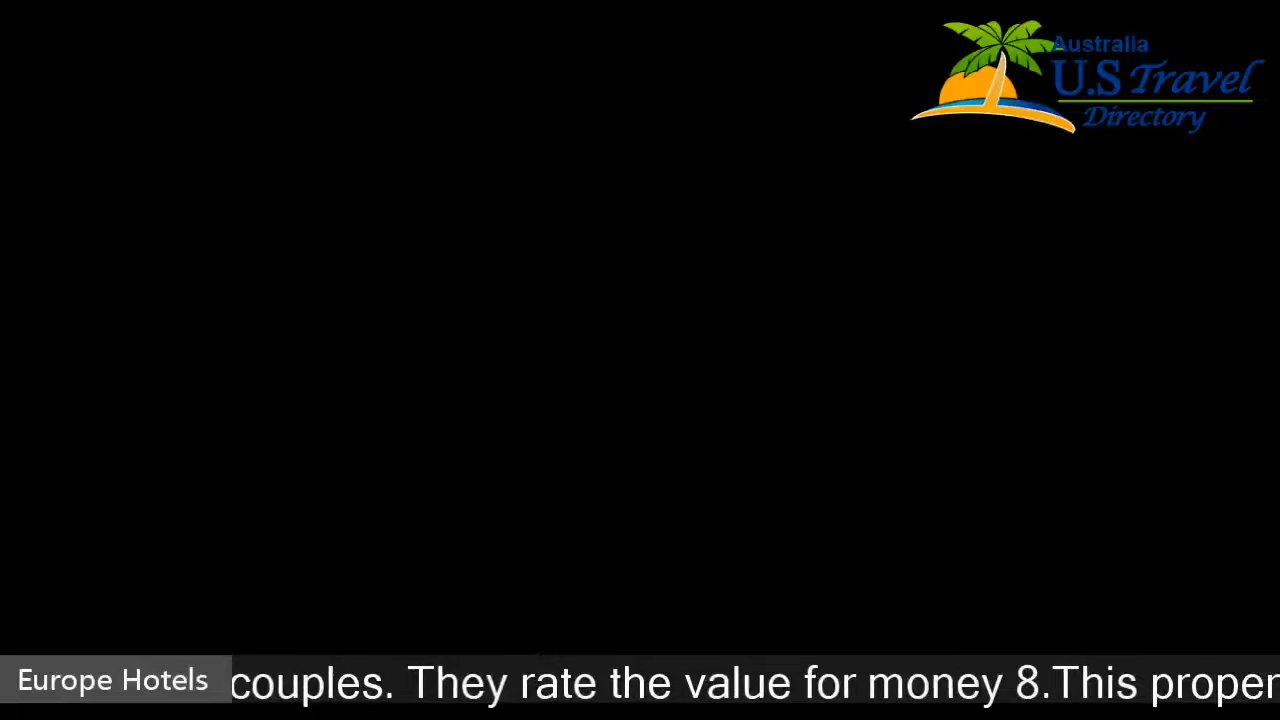 Australia
U.S Travel
Directory
Europe Hotels
couples. They rate the value for money 8.This proper